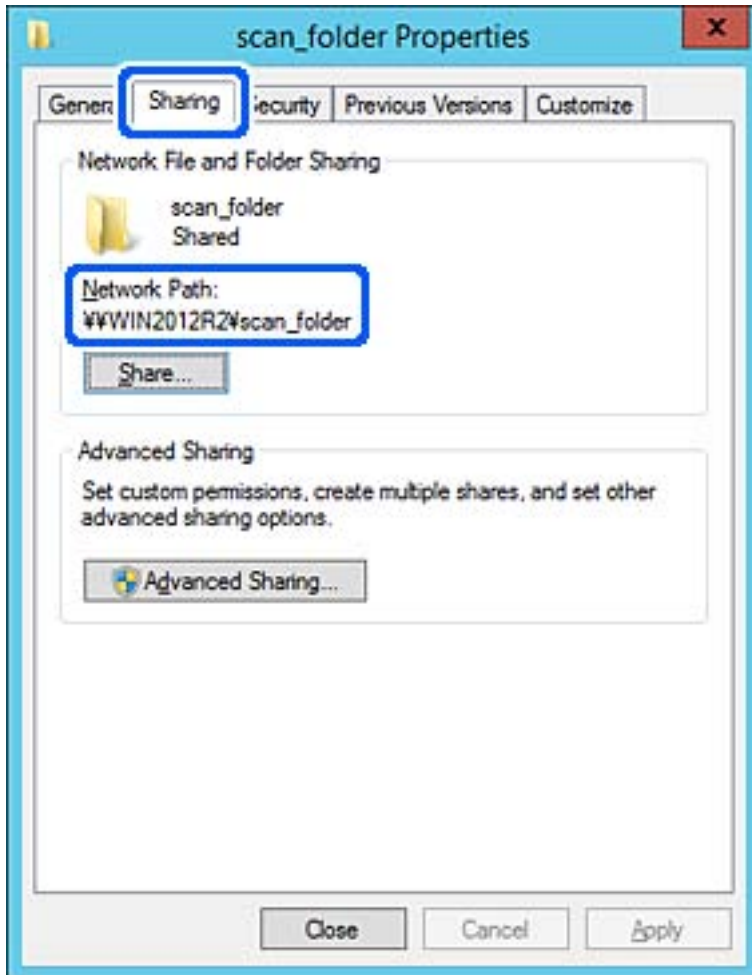 scan_folder Properties
x
Genera Sharing ecurity Previous Versions Customize
Network File and Folder Sharing
scan_folder
Shared
Network Path:
¥¥WIN2012R2¥scan_folder
Share...
Advanced Sharing
Set custom permissions, create multiple shares, and set other
advanced sharing options.
Advanced Sharing...
Close Cancel Apply